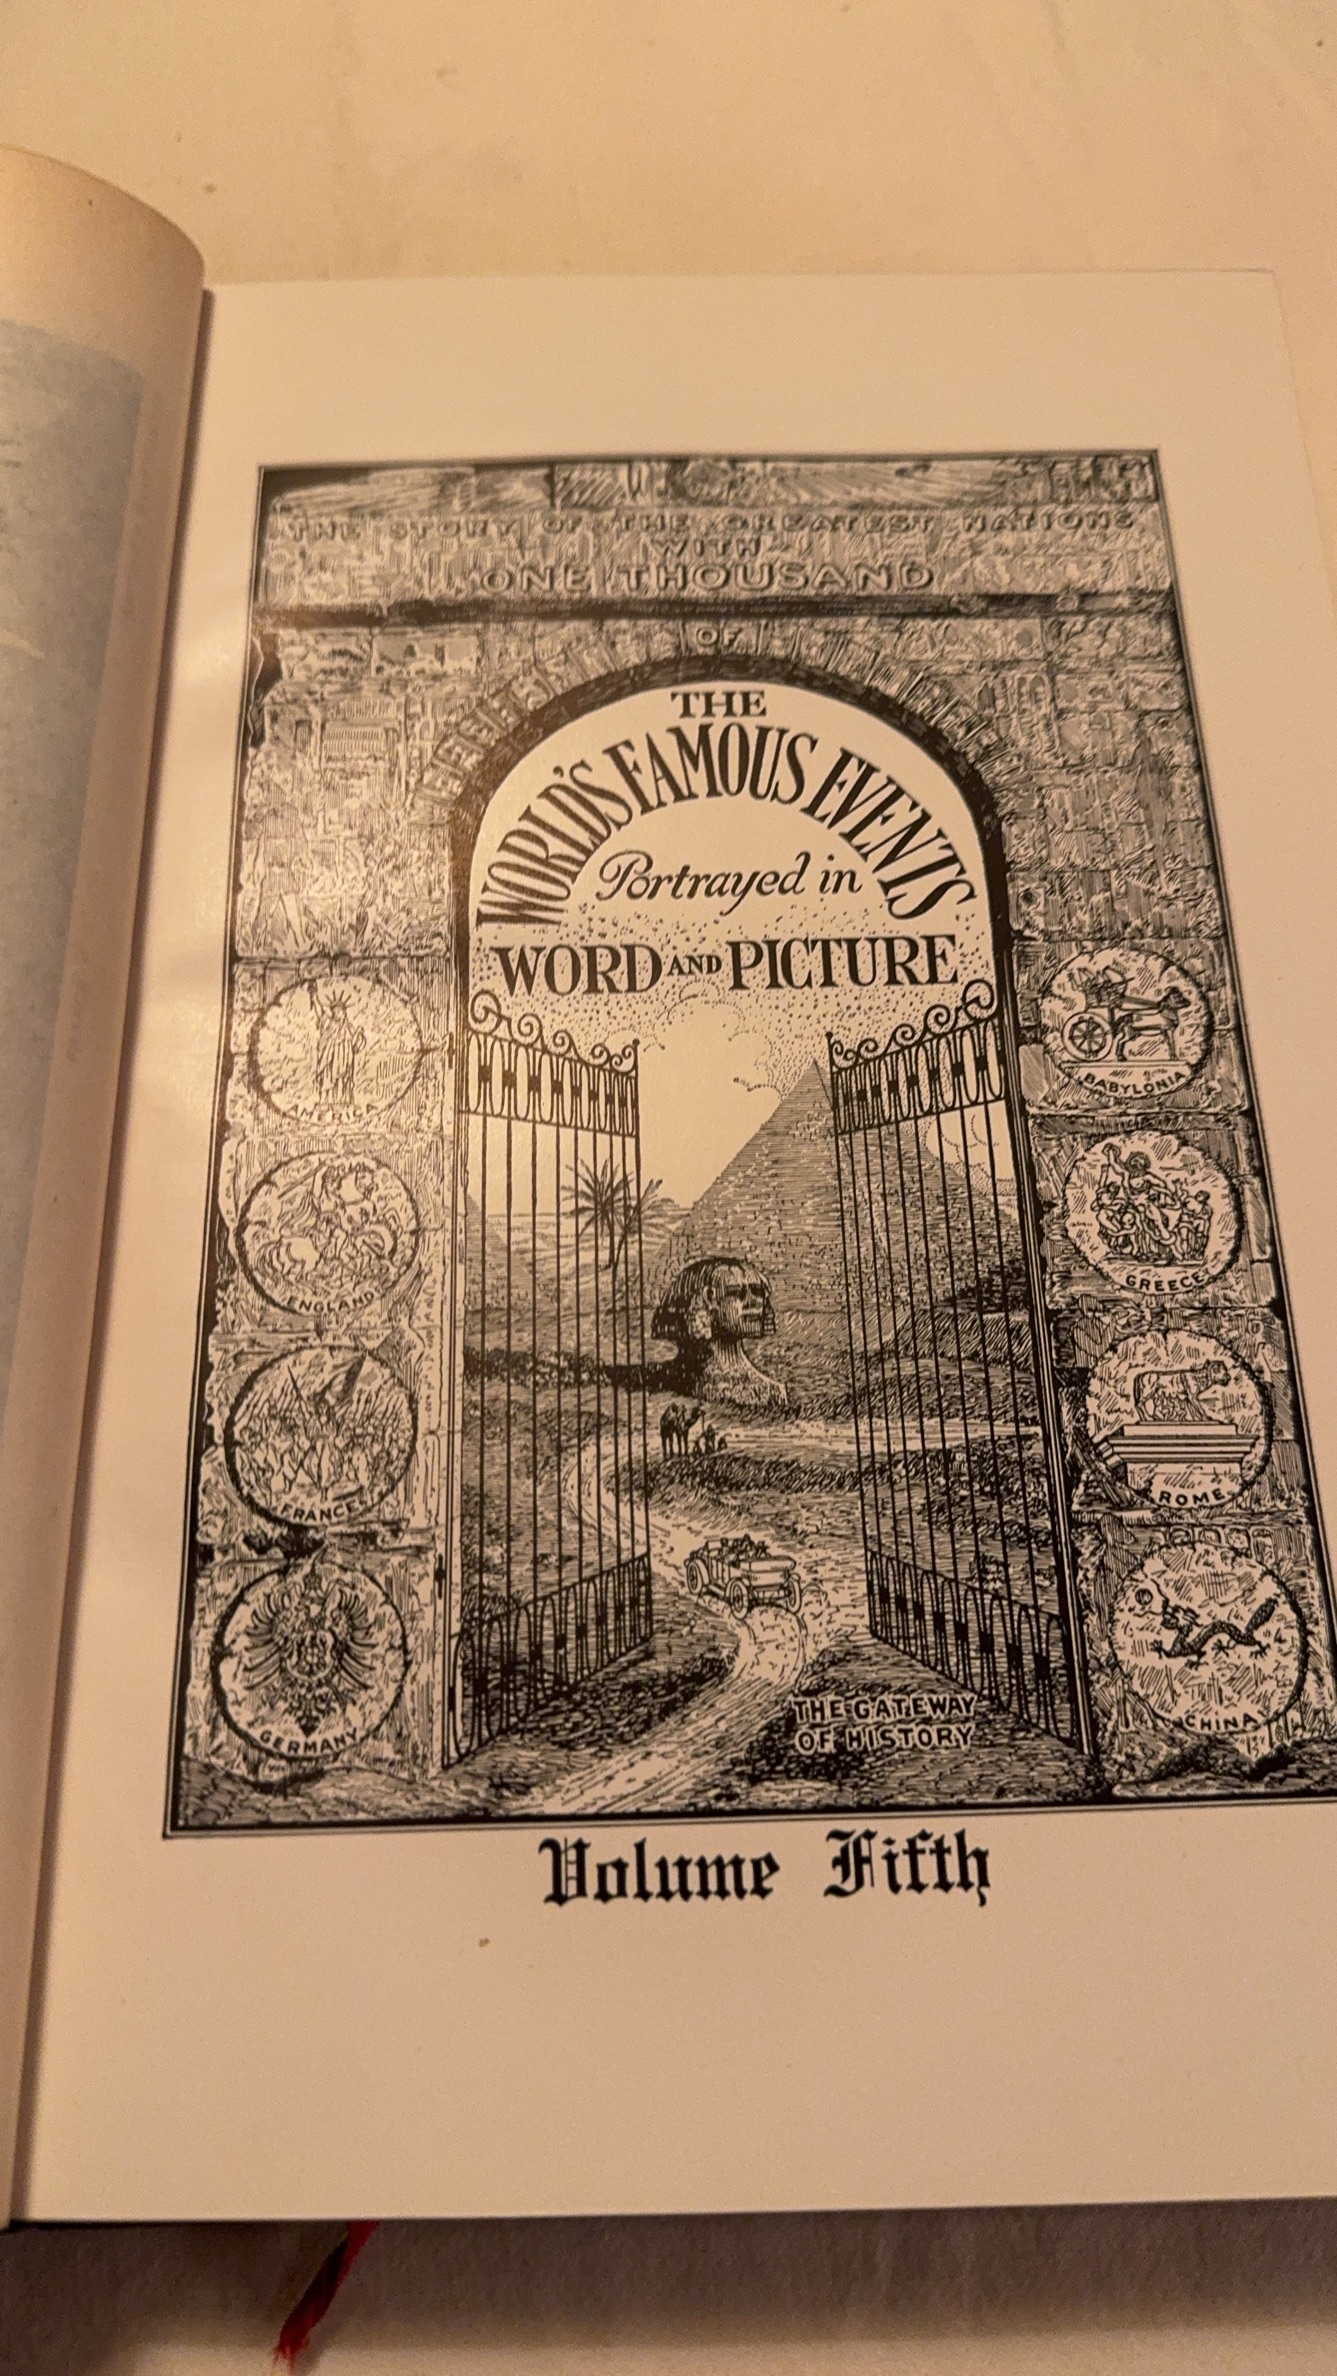 THE STORY OF THE GREATEST NATIONS
WITH
ONE THOUSAND
OF
THE
WORLD'S FAMOUS EVENTS
Portrayed in
WORD AND PICTURE
AMERICA
BABYLONIA
ENGLAND
GREECE
FRANCE
ROME
GERMANY
CHINA
THE GATEWAY
OF HISTORY
Volume Fifth